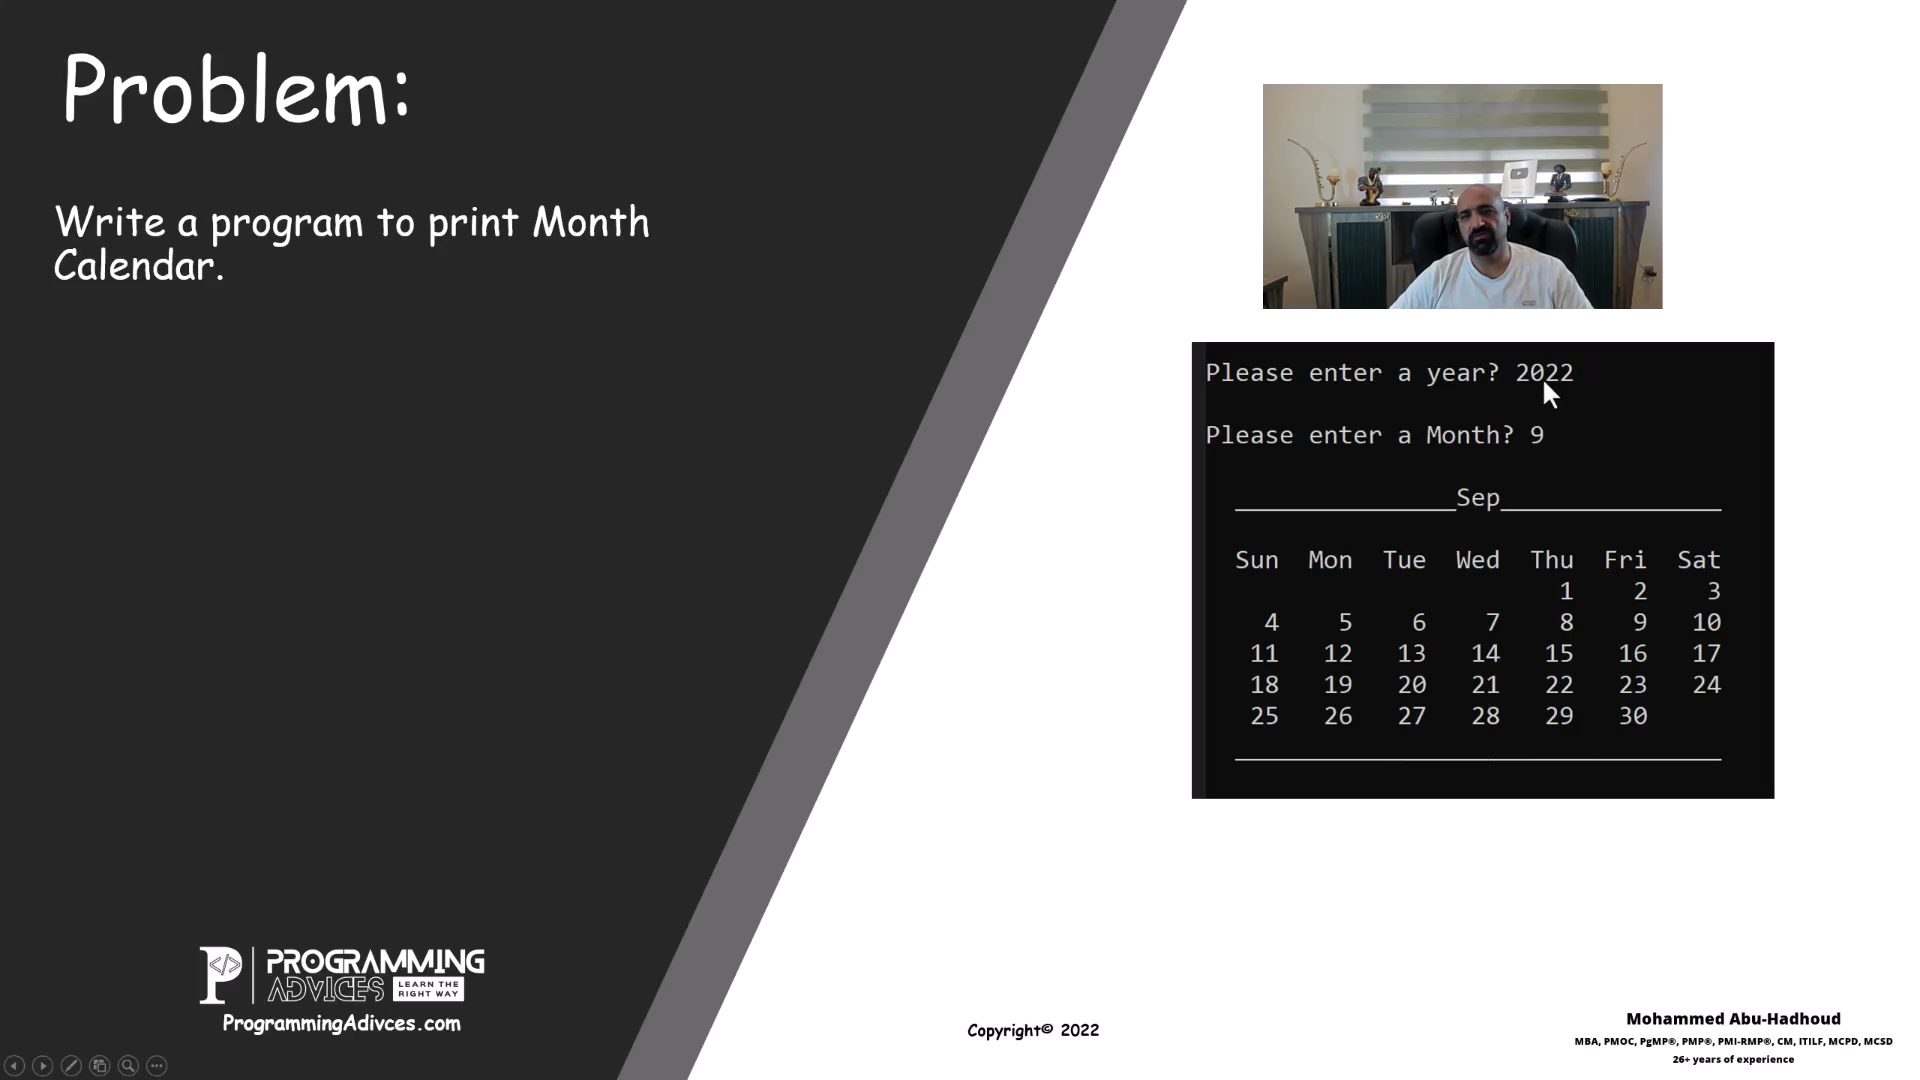 Problem:
Write a program to print Month
Calendar.
Please enter a year? 2022
Please enter a Month? 9
_______________Sep_______________
Sun Mon Tue Wed Thu Fri Sat
1 2 3
4 5 6 7 8 9 10
11 12 13 14 15 16 17
18 19 20 21 22 23 24
25 26 27 28 29 30
_________________________________
P </>
PROGRAMMING
ADVICES
LEARN THE
RIGHT WAY
ProgrammingAdivces.com
Copyright© 2022
Mohammed Abu-Hadhoud
MBA, PMOC, PgMP®, PMP®, PMI-RMP®, CM, ITILF, MCPD, MCSD
26+ years of experience